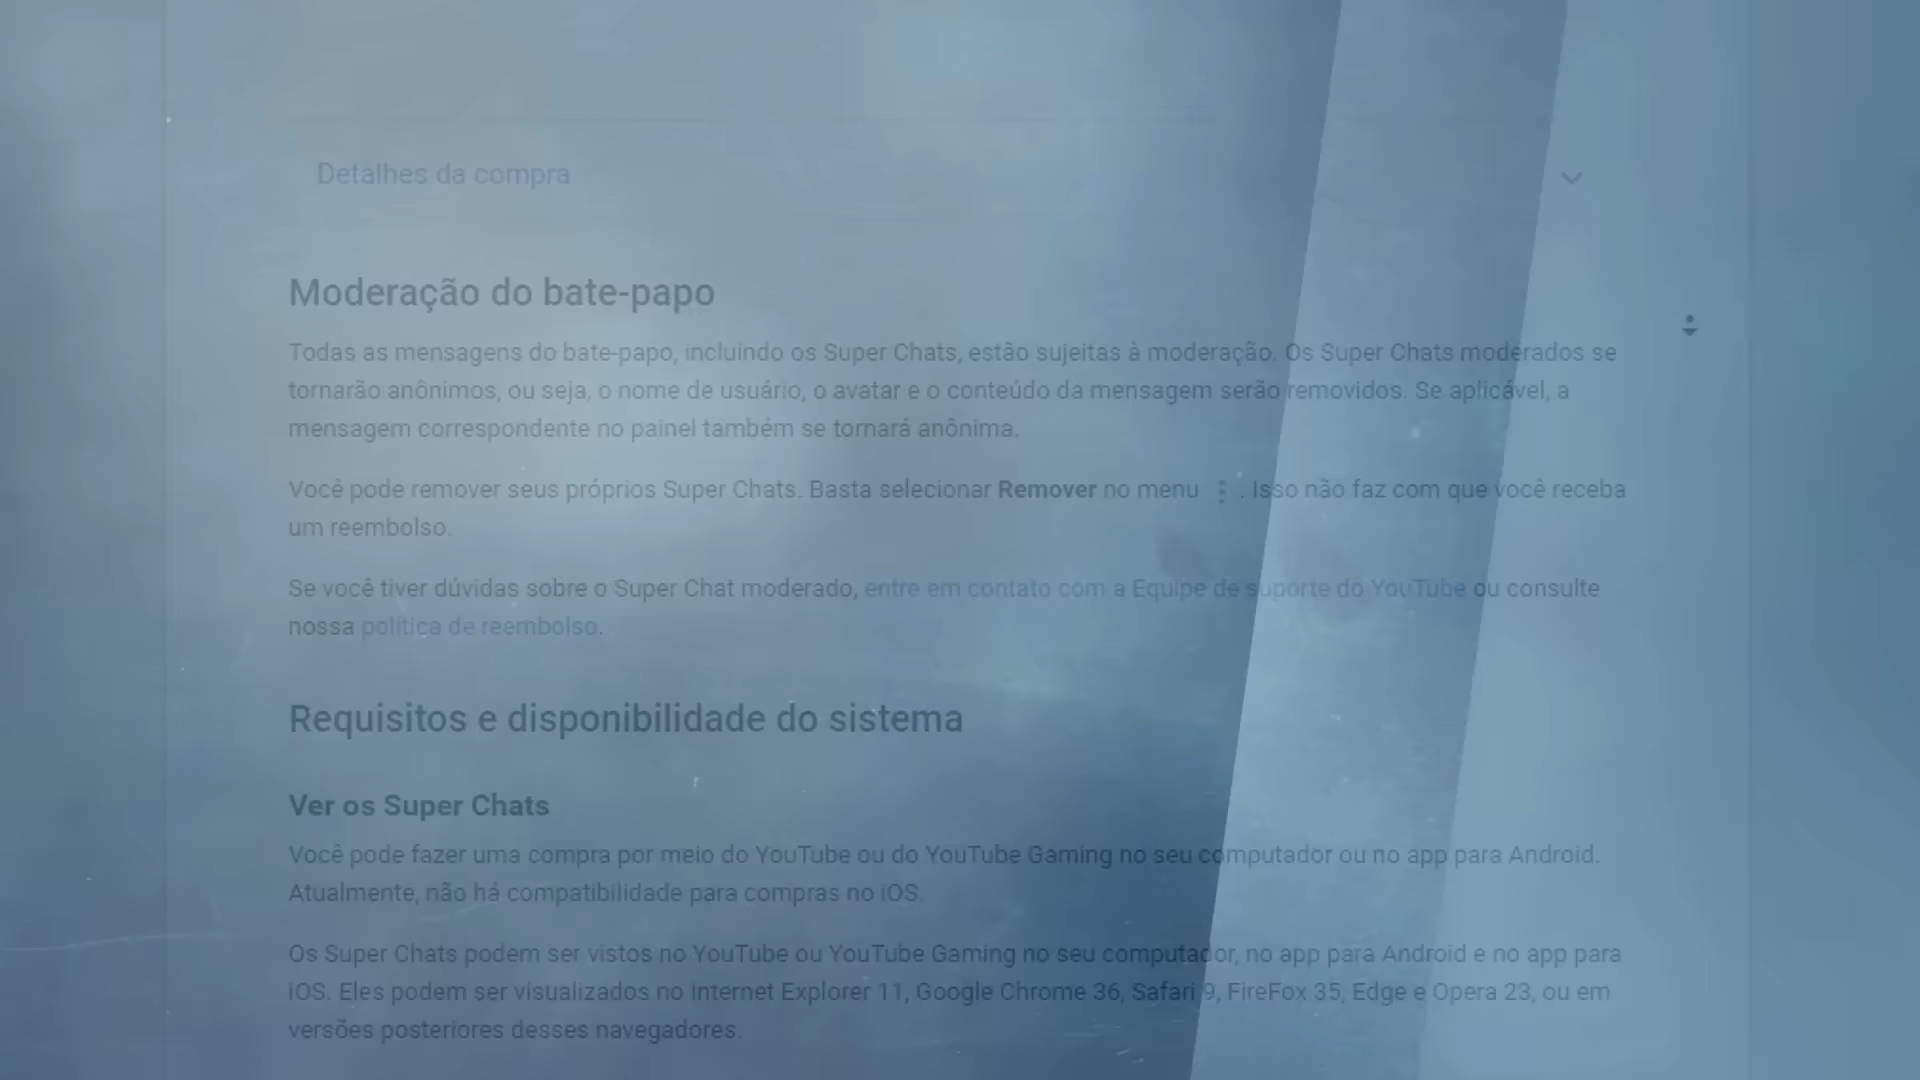 Detalhes da compra
Moderação do bate-papo
Todas as mensagens do bate-papo, incluindo os Super Chats, estão sujeitas à moderação. Os Super Chats moderados se
tornarão anônimos, ou seja, o nome de usuário, o avatar e o conteúdo da mensagem serão removidos. Se aplicável, a
mensagem correspondente no painel também se tornará anônima.
Você pode remover seus próprios Super Chats. Basta selecionar Remover no menu ⋮ . Isso não faz com que você receba
um reembolso.
Se você tiver dúvidas sobre o Super Chat moderado, entre em contato com a Equipe de suporte do YouTube ou consulte
nossa política de reembolso.
Requisitos e disponibilidade do sistema
Ver os Super Chats
Você pode fazer uma compra por meio do YouTube ou do YouTube Gaming no seu computador ou no app para Android.
Atualmente, não há compatibilidade para compras no iOS.
Os Super Chats podem ser vistos no YouTube ou YouTube Gaming no seu computador, no app para Android e no app para
iOS. Eles podem ser visualizados no Internet Explorer 11, Google Chrome 36, Safari 9, FireFox 35, Edge e Opera 23, ou em
versões posteriores desses navegadores.